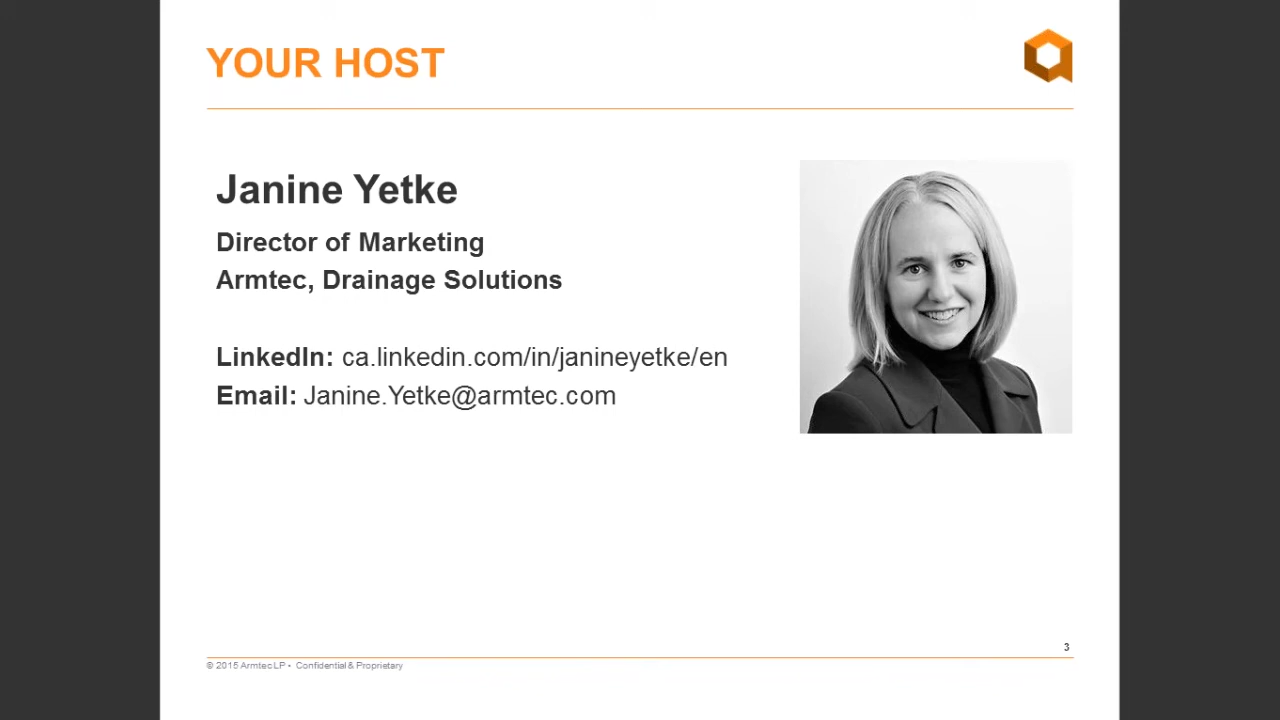 YOUR HOST
Janine Yetke
Director of Marketing
Armtec, Drainage Solutions
LinkedIn: ca.linkedin.com/in/janineyetke/en
Email: Janine.Yetke@armtec.com
3
© 2015 Armtec LP • Confidential & Proprietary